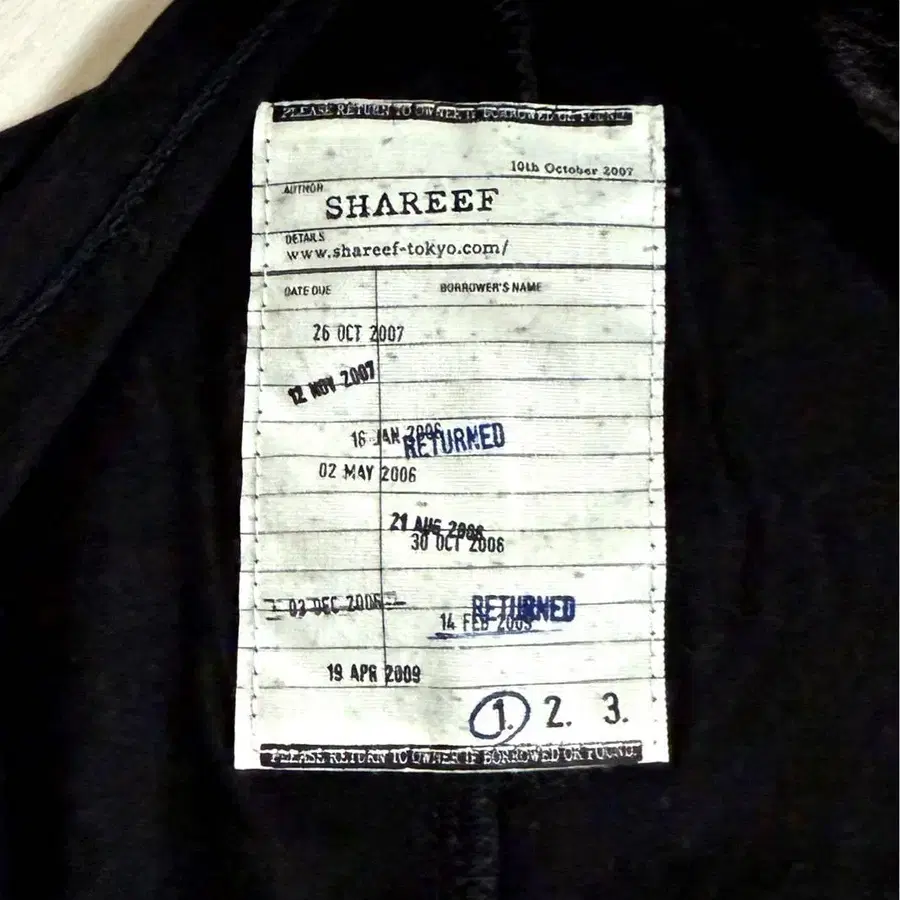 PLEASE RETURN TO OWNER IF BORROWED OR FOUND.
10th October 2007
AUTHOR
SHAREEF
DETAILS
www.shareef-tokyo.com/
DATE DUE BORROWER'S NAME
26 OCT 2007
12 NOV 2007
16 JAN 2006
RETURNED
02 MAY 2006
21 AUG 2008
30 OCT 2008
03 DEC 2006
RETURNED
14 FEB 2009
19 APR 2009
1. 2. 3.
PLEASE RETURN TO OWNER IF BORROWED OR FOUND.